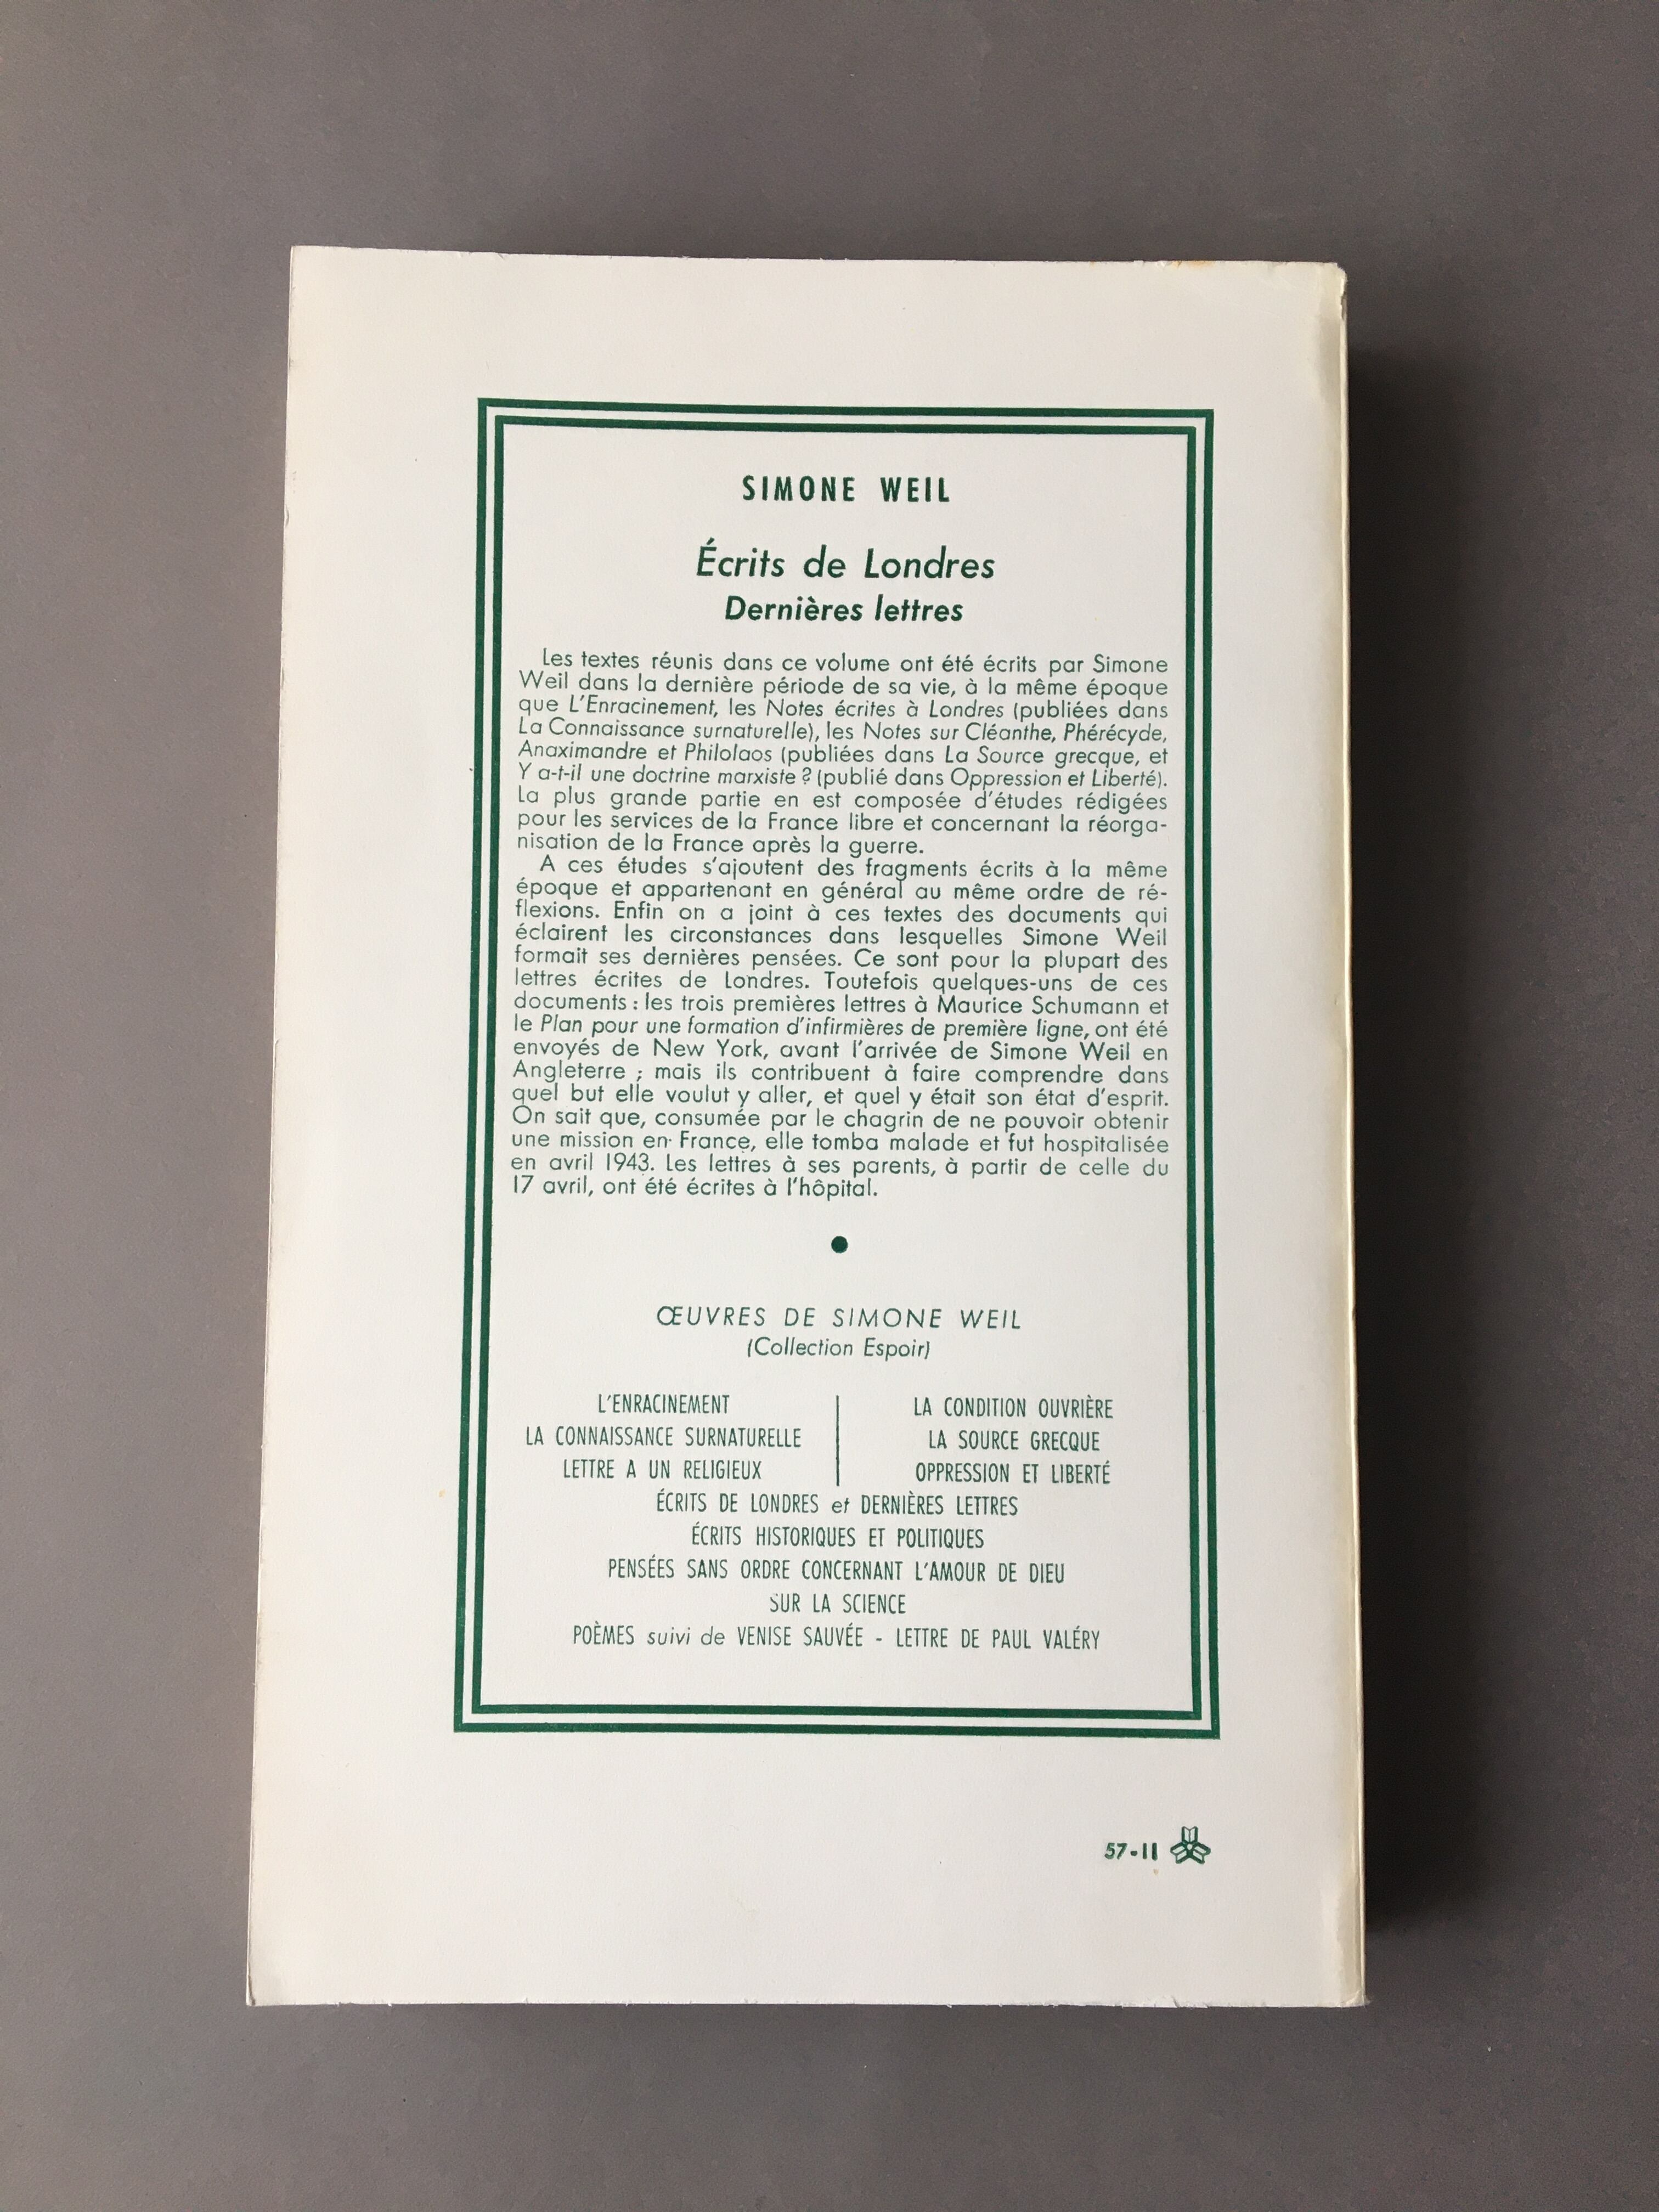 SIMONE WEIL
Écrits de Londres
Dernières lettres
Les textes réunis dans ce volume ont été écrits par Simone
Weil dans la dernière période de sa vie, à la même époque
que L'Enracinement, les Notes écrites à Londres (publiées dans
La Connaissance surnaturelle), les Notes sur Cléanthe, Phérécyde,
Anaximandre et Philolaos (publiées dans La Source grecque, et
Y a-t-il une doctrine marxiste ? (publié dans Oppression et Liberté).
La plus grande partie en est composée d'études rédigées
pour les services de la France libre et concernant la réorga-
nisation de la France après la guerre.
A ces études s'ajoutent des fragments écrits à la même
époque et appartenant en général au même ordre de ré-
flexions. Enfin on a joint à ces textes des documents qui
éclairent les circonstances dans lesquelles Simone Weil
formait ses dernières pensées. Ce sont pour la plupart des
lettres écrites de Londres. Toutefois quelques-uns de ces
documents : les trois premières lettres à Maurice Schumann et
le Plan pour une formation d'infirmières de première ligne, ont été
envoyés de New York, avant l'arrivée de Simone Weil en
Angleterre ; mais ils contribuent à faire comprendre dans
quel but elle voulut y aller, et quel y était son état d'esprit.
On sait que, consumée par le chagrin de ne pouvoir obtenir
une mission en France, elle tomba malade et fut hospitalisée
en avril 1943. Les lettres à ses parents, à partir de celle du
17 avril, ont été écrites à l'hôpital.
ŒUVRES DE SIMONE WEIL
(Collection Espoir)
L'ENRACINEMENT
LA CONNAISSANCE SURNATURELLE
LETTRE A UN RELIGIEUX
LA CONDITION OUVRIÈRE
LA SOURCE GRECQUE
OPPRESSION ET LIBERTÉ
ÉCRITS DE LONDRES et DERNIÈRES LETTRES
ÉCRITS HISTORIQUES ET POLITIQUES
PENSÉES SANS ORDRE CONCERNANT L'AMOUR DE DIEU
SUR LA SCIENCE
POÈMES suivi de VENISE SAUVÉE - LETTRE DE PAUL VALÉRY
57-II